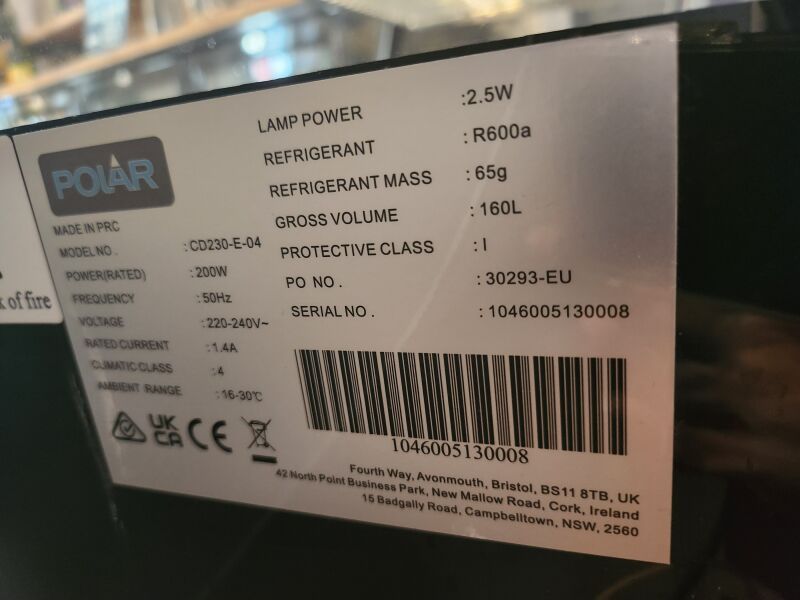 POLAR
MADE IN PRC
MODEL NO. : CD230-E-04
POWER(RATED) : 200W
FREQUENCY : 50Hz
VOLTAGE : 220-240V~
RATED CURRENT : 1.4A
CLIMATIC CLASS : 4
AMBIENT RANGE : 16-30℃
UK
CA CE
LAMP POWER :2.5W
REFRIGERANT : R600a
REFRIGERANT MASS : 65g
GROSS VOLUME : 160L
PROTECTIVE CLASS : I
PO NO. : 30293-EU
SERIAL NO. : 1046005130008
1046005130008
Fourth Way, Avonmouth, Bristol, BS11 8TB, UK
42 North Point Business Park, New Mallow Road, Cork, Ireland
15 Badgally Road, Campbelltown, NSW, 2560
of fire